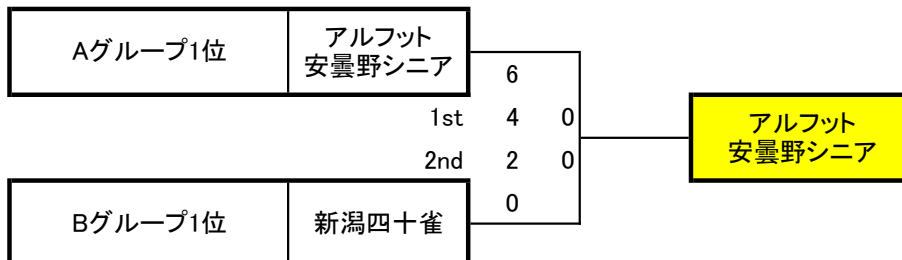 Aグループ1位
アルフット
安曇野シニア
6
1st 4 0
2nd 2 0
0
Bグループ1位
新潟四十雀
アルフット
安曇野シニア